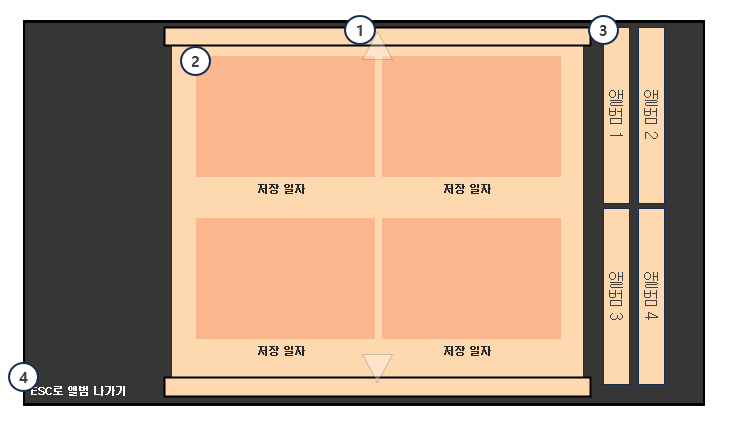 1
2
3
저장 일자
저장 일자
앨범 1
앨범 2
저장 일자
저장 일자
앨범 3
앨범 4
4
ESC로 앨범 나가기